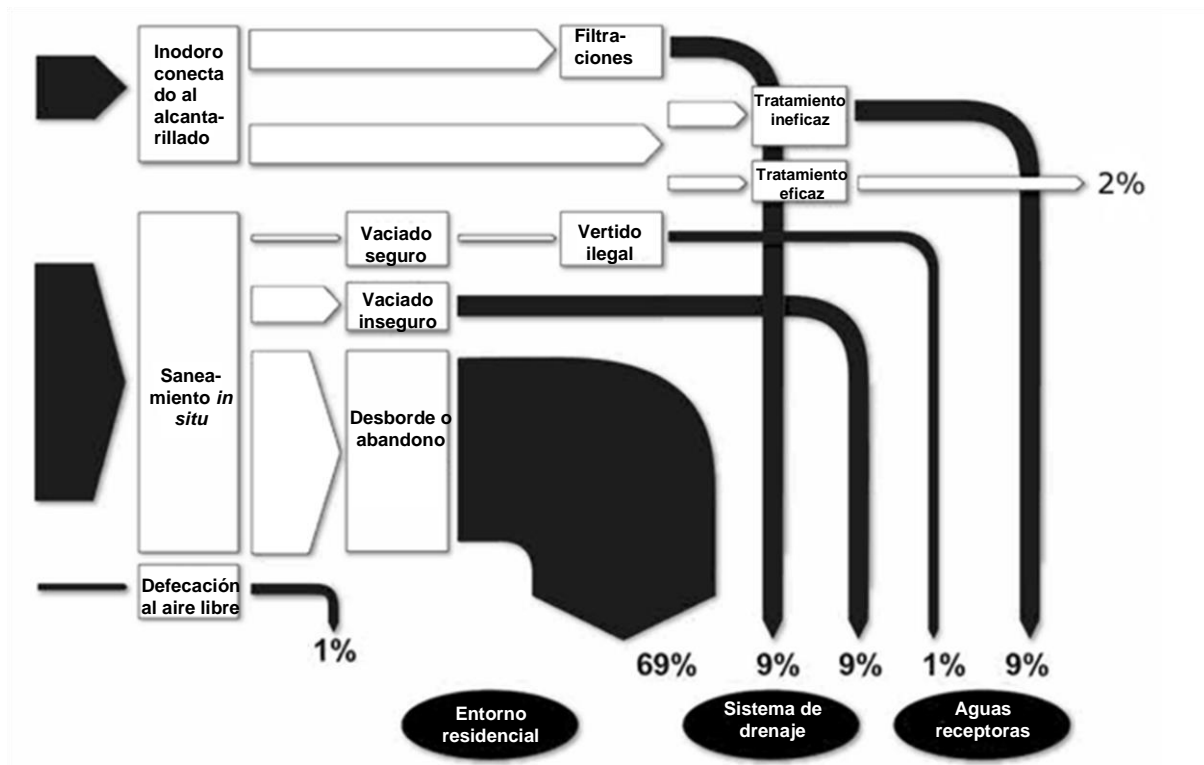 Inodoro
conecta
do al
alcanta-
rillado
Filtra-
ciones
Tratamiento
ineficaz
Tratamiento
eficaz
2%
Vaciado
seguro
Vertido
ilegal
Vaciado
inseguro
Sanea-
miento in
situ
Desborde o
abandono
Defecación
al aire libre
1%
69%
9%
9%
1%
9%
Entorno
residencial
Sistema de
drenaje
Aguas
receptoras